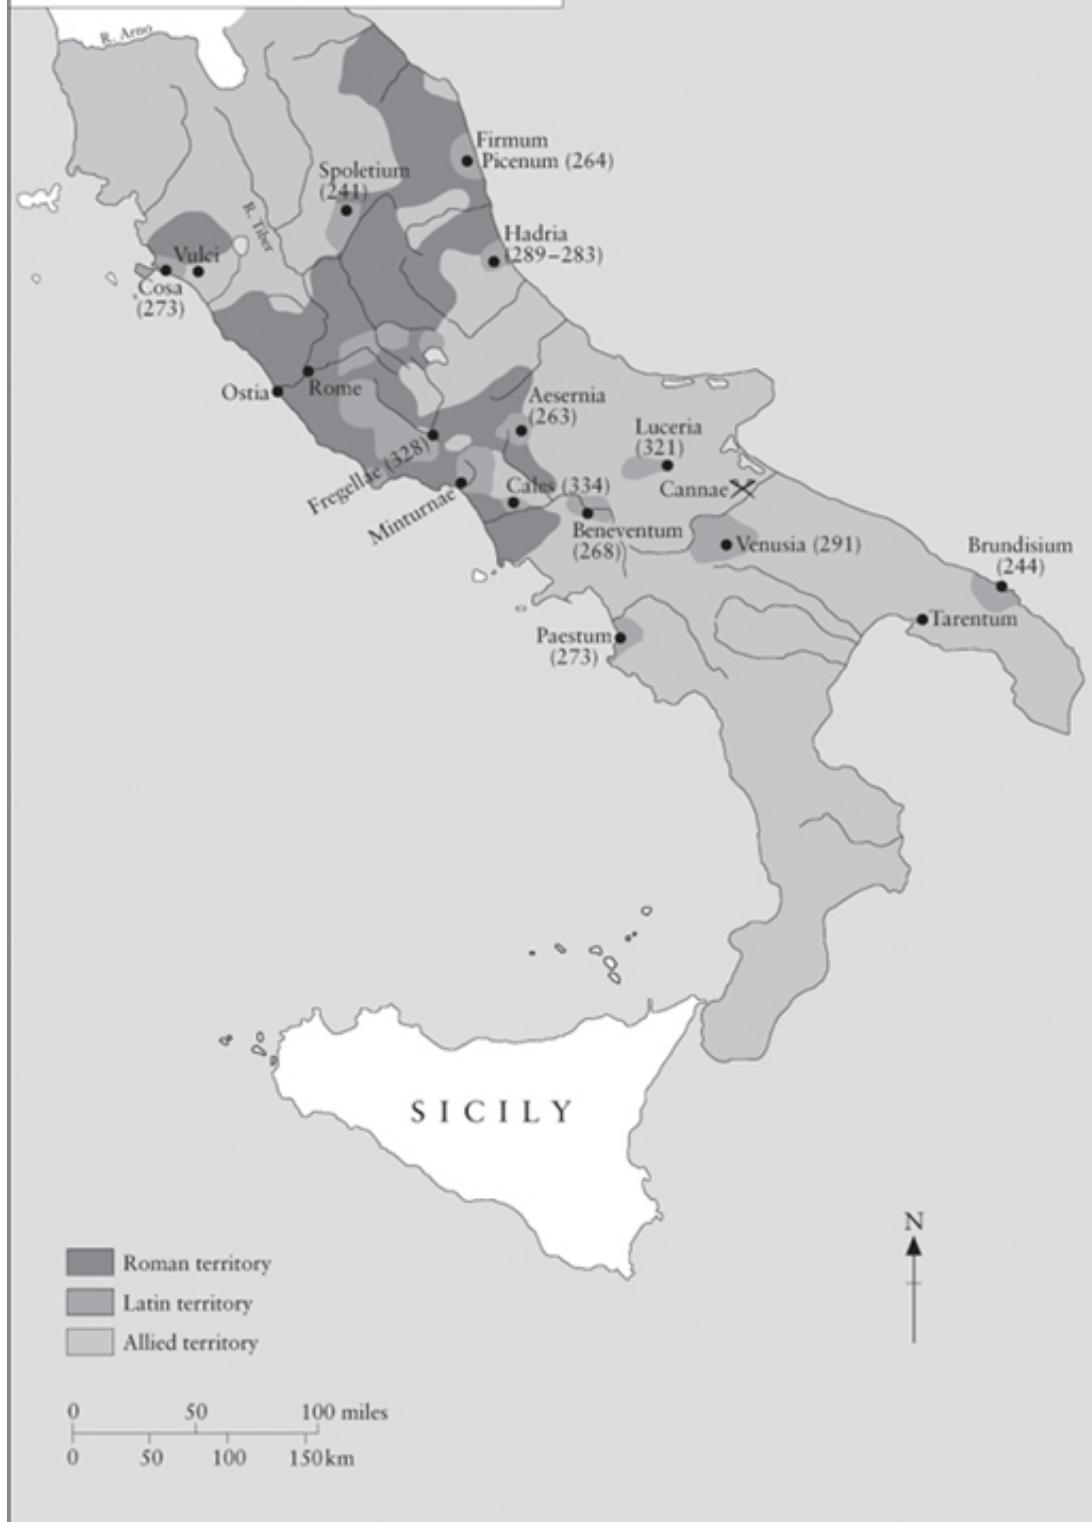 R. Arno
Firmum
Picenum (264)
Spoletium
(241)
R. Tiber
Hadria
(289–283)
Vulci
Cosa
(273)
Ostia
Rome
Aesernia
(263)
Luceria
(321)
Fregellae (328)
Cannae
Cales (334)
Minturnae
Beneventum
(268)
Venusia (291)
Brundisium
(244)
Tarentum
Paestum
(273)
SICILY
N
Roman territory
Latin territory
Allied territory
0 50 100 miles
0 50 100 150km